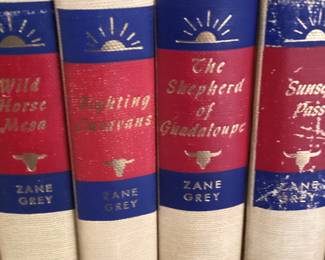 Wild
Horse
Mesa
ZANE
GREY
Fighting
Caravans
ZANE
GREY
The
Shepherd
of
Guadaloupe
ZANE
GREY
Sunset
Pass
ZANE
GREY